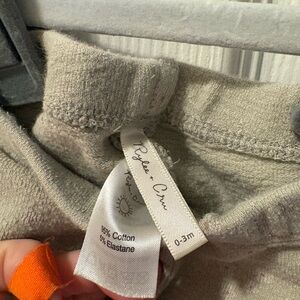 Rylee + Cru
0-3m
95% Cotton
5% Elastane